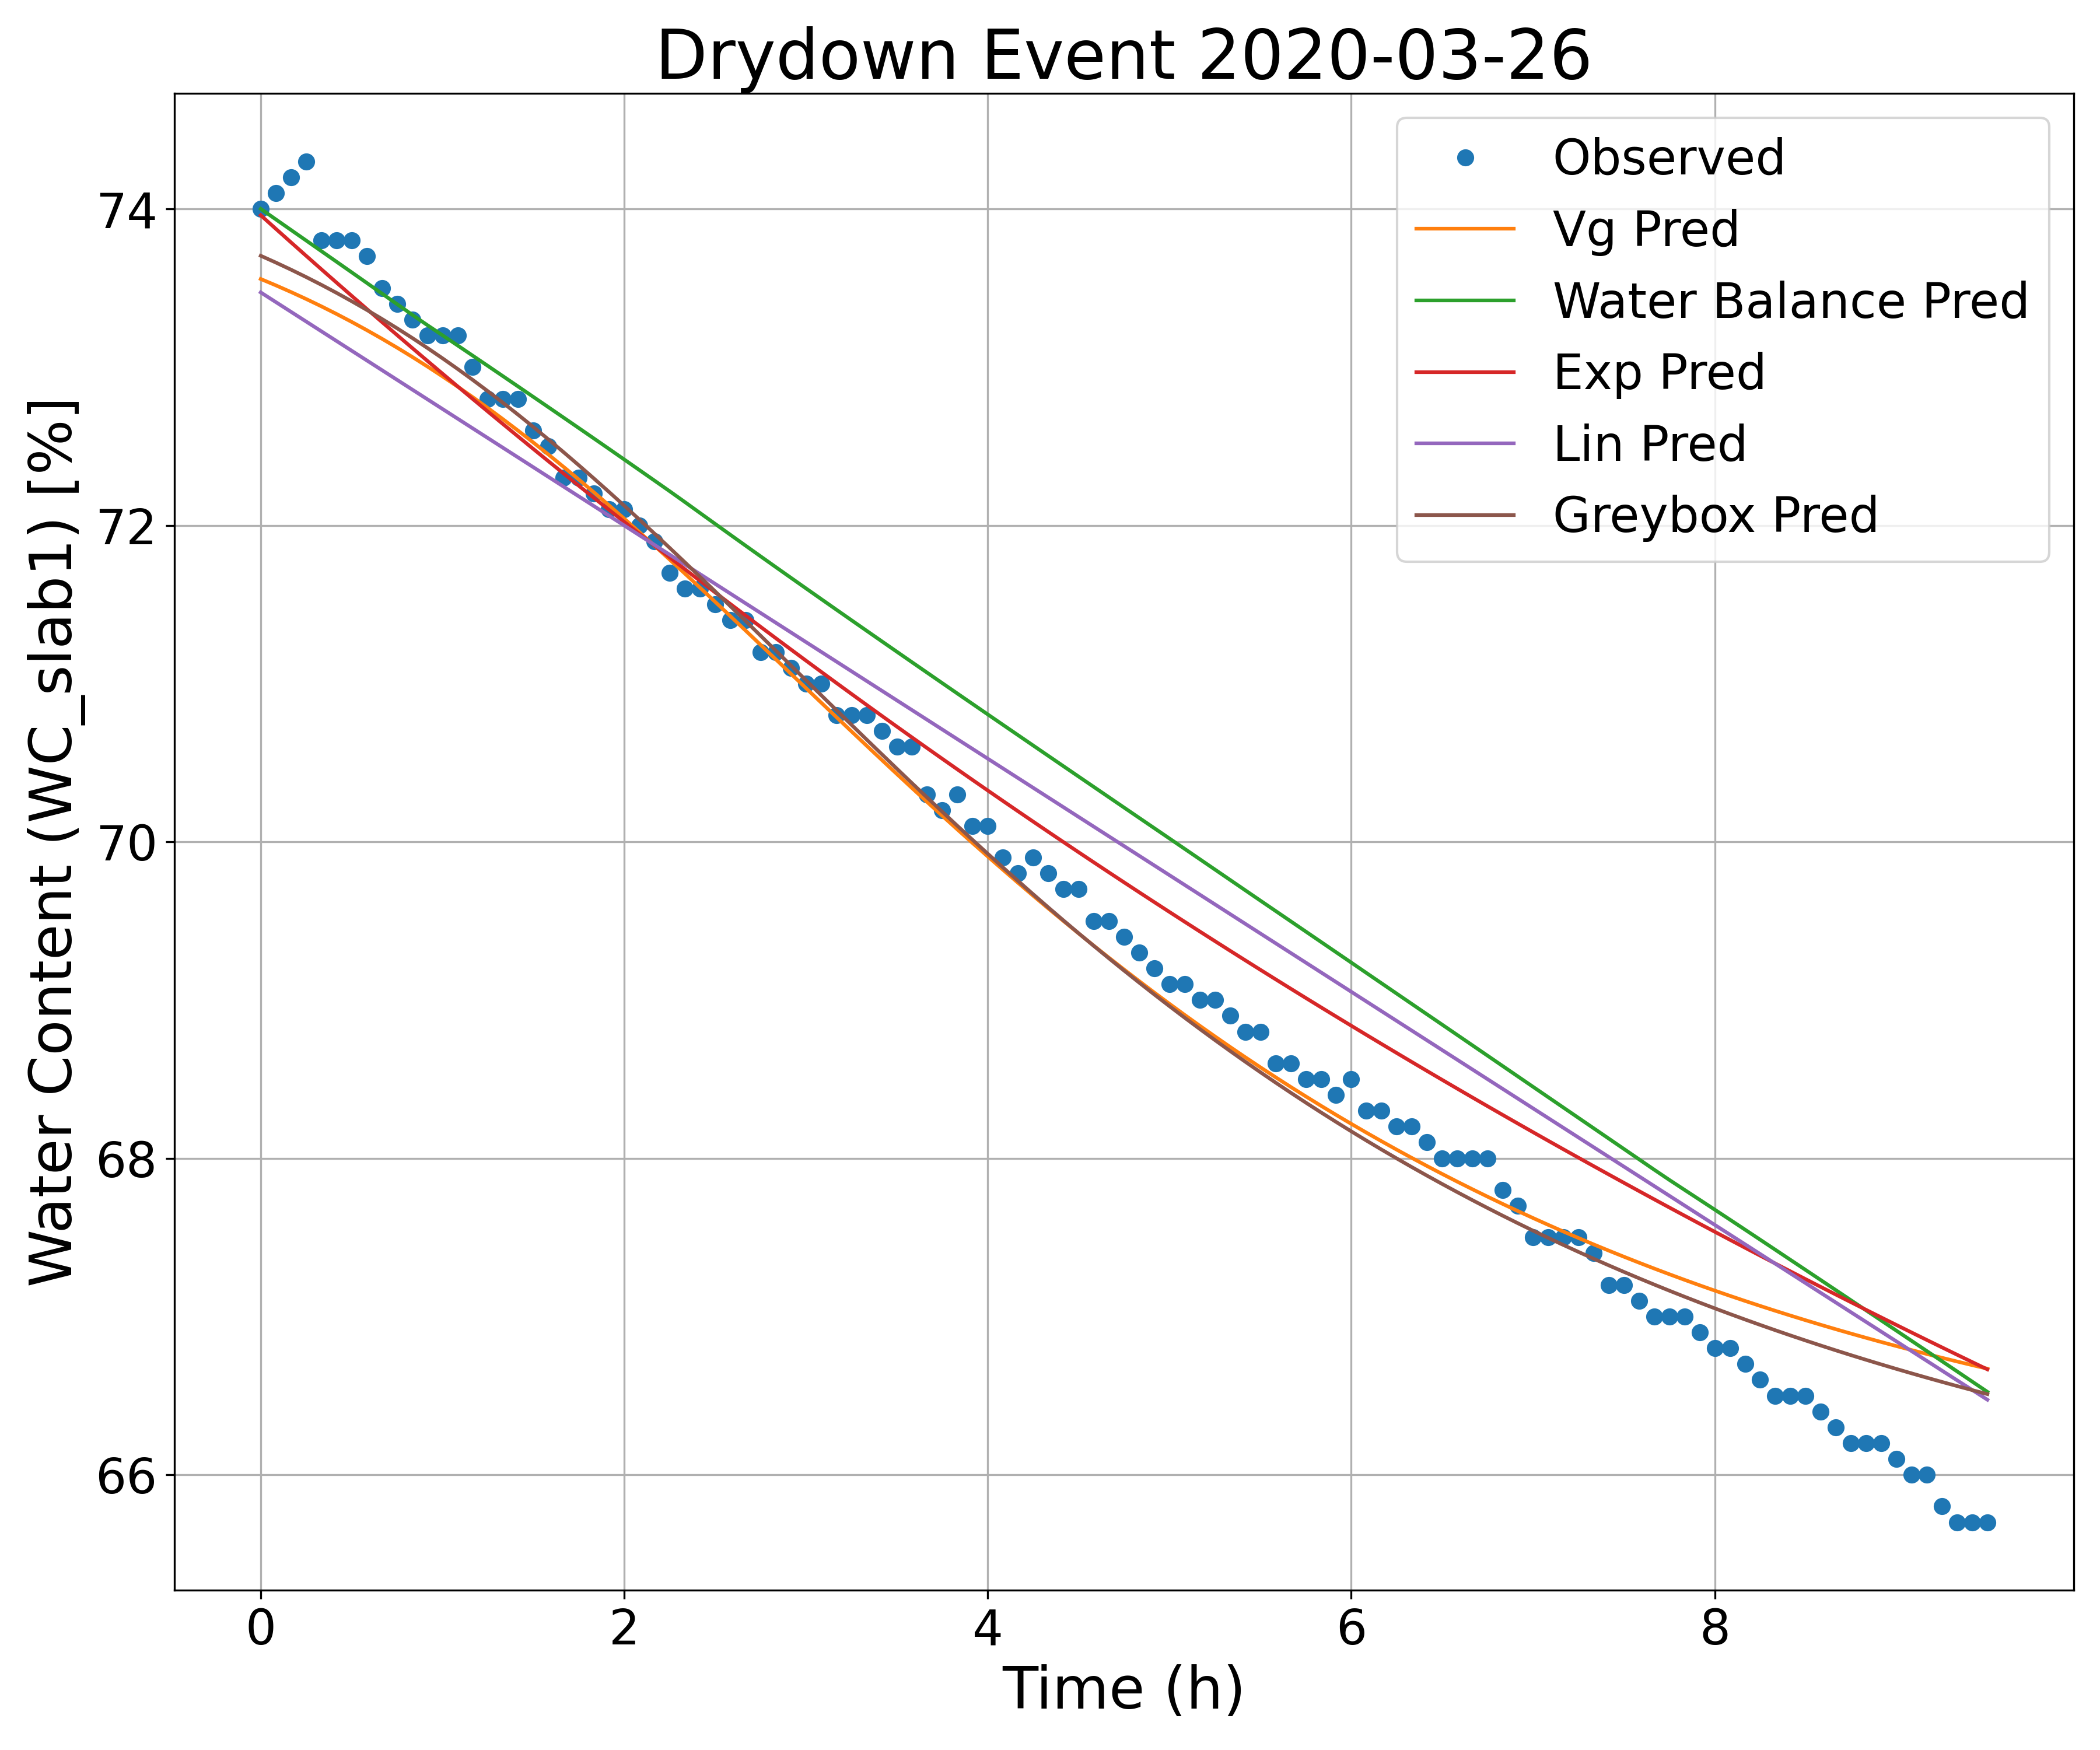 Drydown Event 2020-03-26
Water Content (WC_slab1) [%]
74
72
70
68
66
Observed
Vg Pred
Water Balance Pred
Exp Pred
Lin Pred
Greybox Pred
0 2 4 6 8
Time (h)